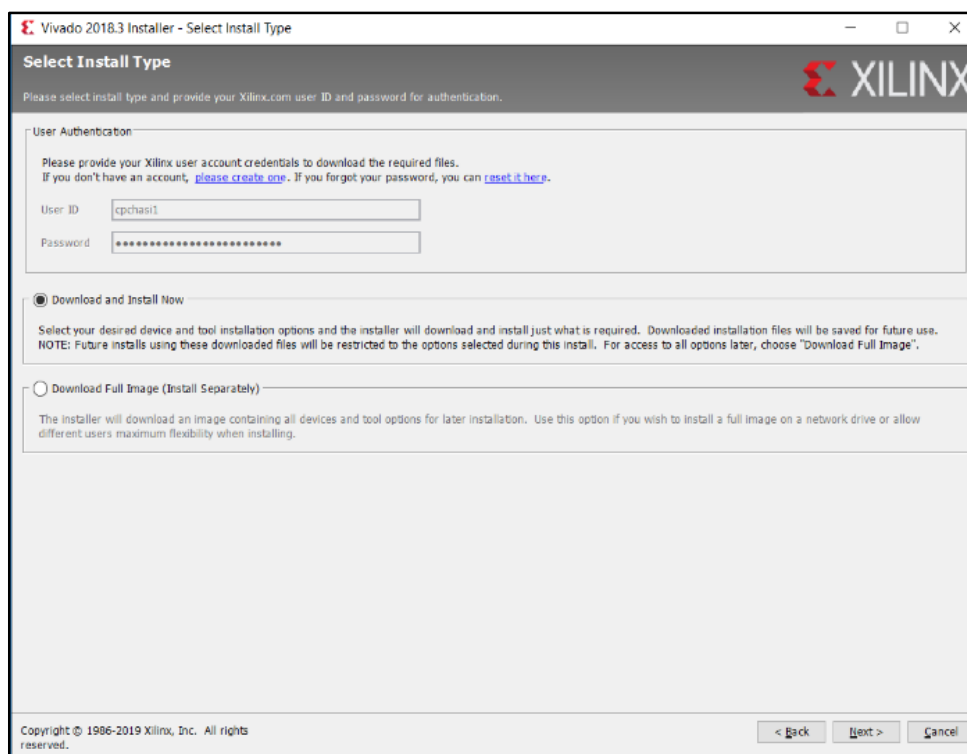 Vivado 2018.3 Installer - Select Install Type
Select Install Type
XILINX
Please select install type and provide your Xilinx.com user ID and password for authentication.
User Authentication
Please provide your Xilinx user account credentials to download the required files.
If you don't have an account, please create one. If you forgot your password, you can reset it here.
User ID cpchasi1
Password •••••••••••••••••••••••••
Download and Install Now
Select your desired device and tool installation options and the installer will download and install just what is required. Downloaded installation files will be saved for future use.
NOTE: Future installs using these downloaded files will be restricted to the options selected during this install. For access to all options later, choose "Download Full Image".
Download Full Image (Install Separately)
The installer will download an image containing all devices and tool options for later installation. Use this option if you wish to install a full image on a network drive or allow
different users maximum flexibility when installing.
Copyright © 1986-2019 Xilinx, Inc. All rights
reserved.
< Back Next > Cancel